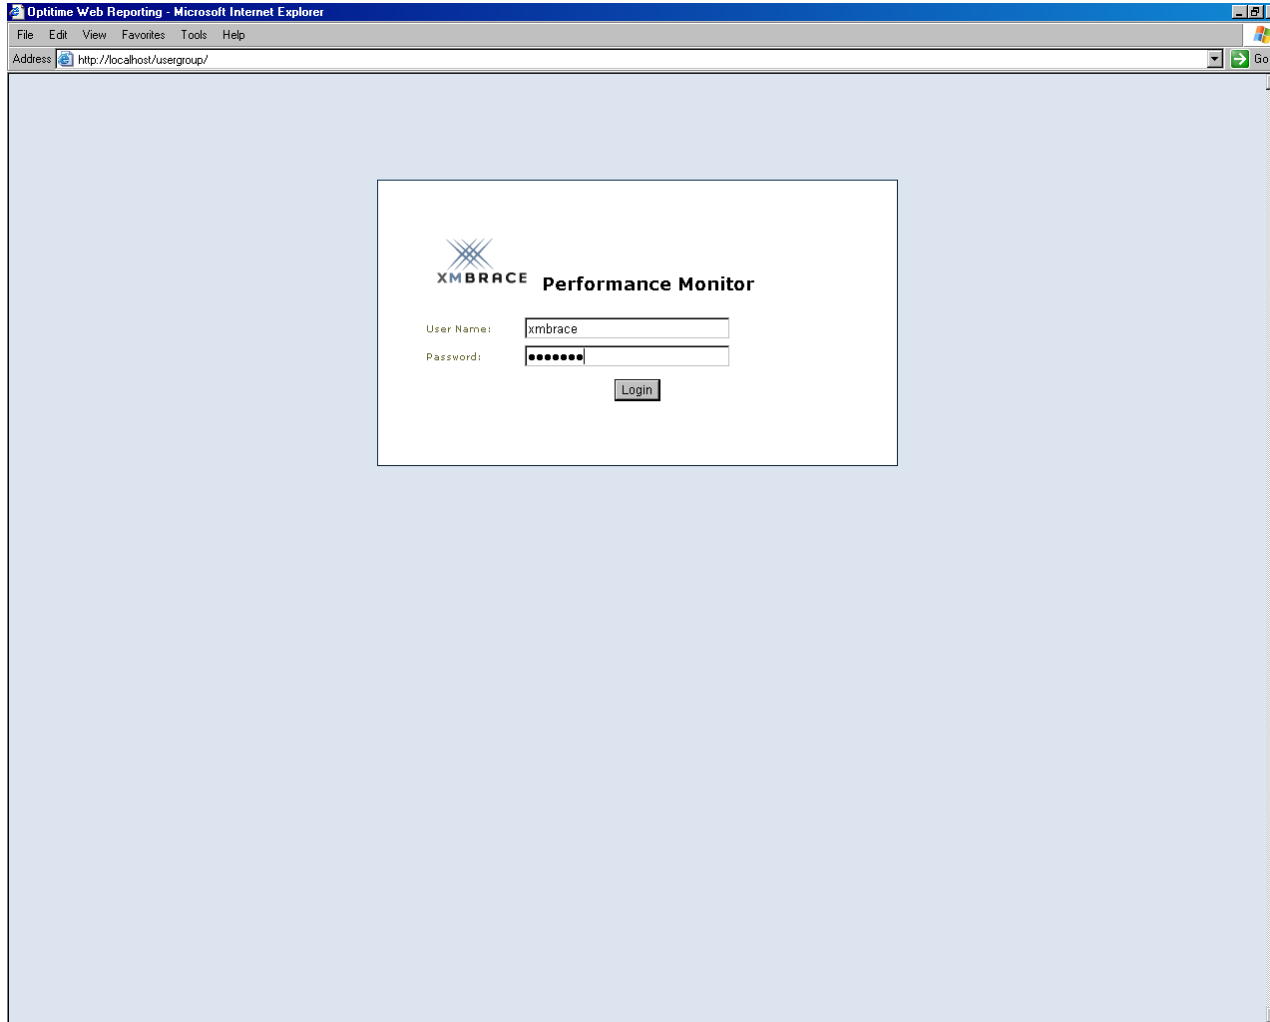 Optitime Web Reporting - Microsoft Internet Explorer
File Edit View Favorites Tools Help
Address http://localhost/usergroup/ Go
XMBRACE Performance Monitor
User Name: xmbrace
Password: ●●●●●●●
Login